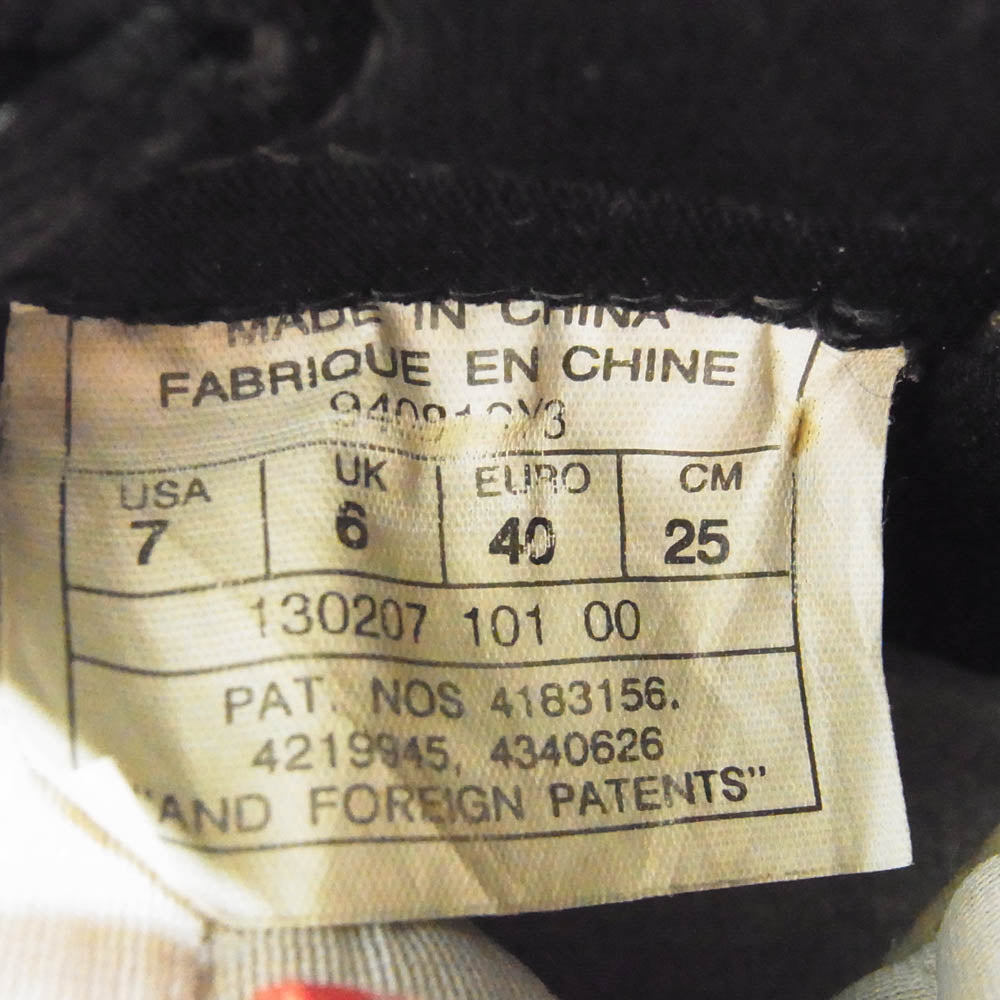 MADE IN CHINA
FABRIQUE EN CHINE
USA UK EURO CM
7 6 40 25
130207 101 00
PAT. NOS 4183156.
4219945, 4340626
"AND FOREIGN PATENTS"